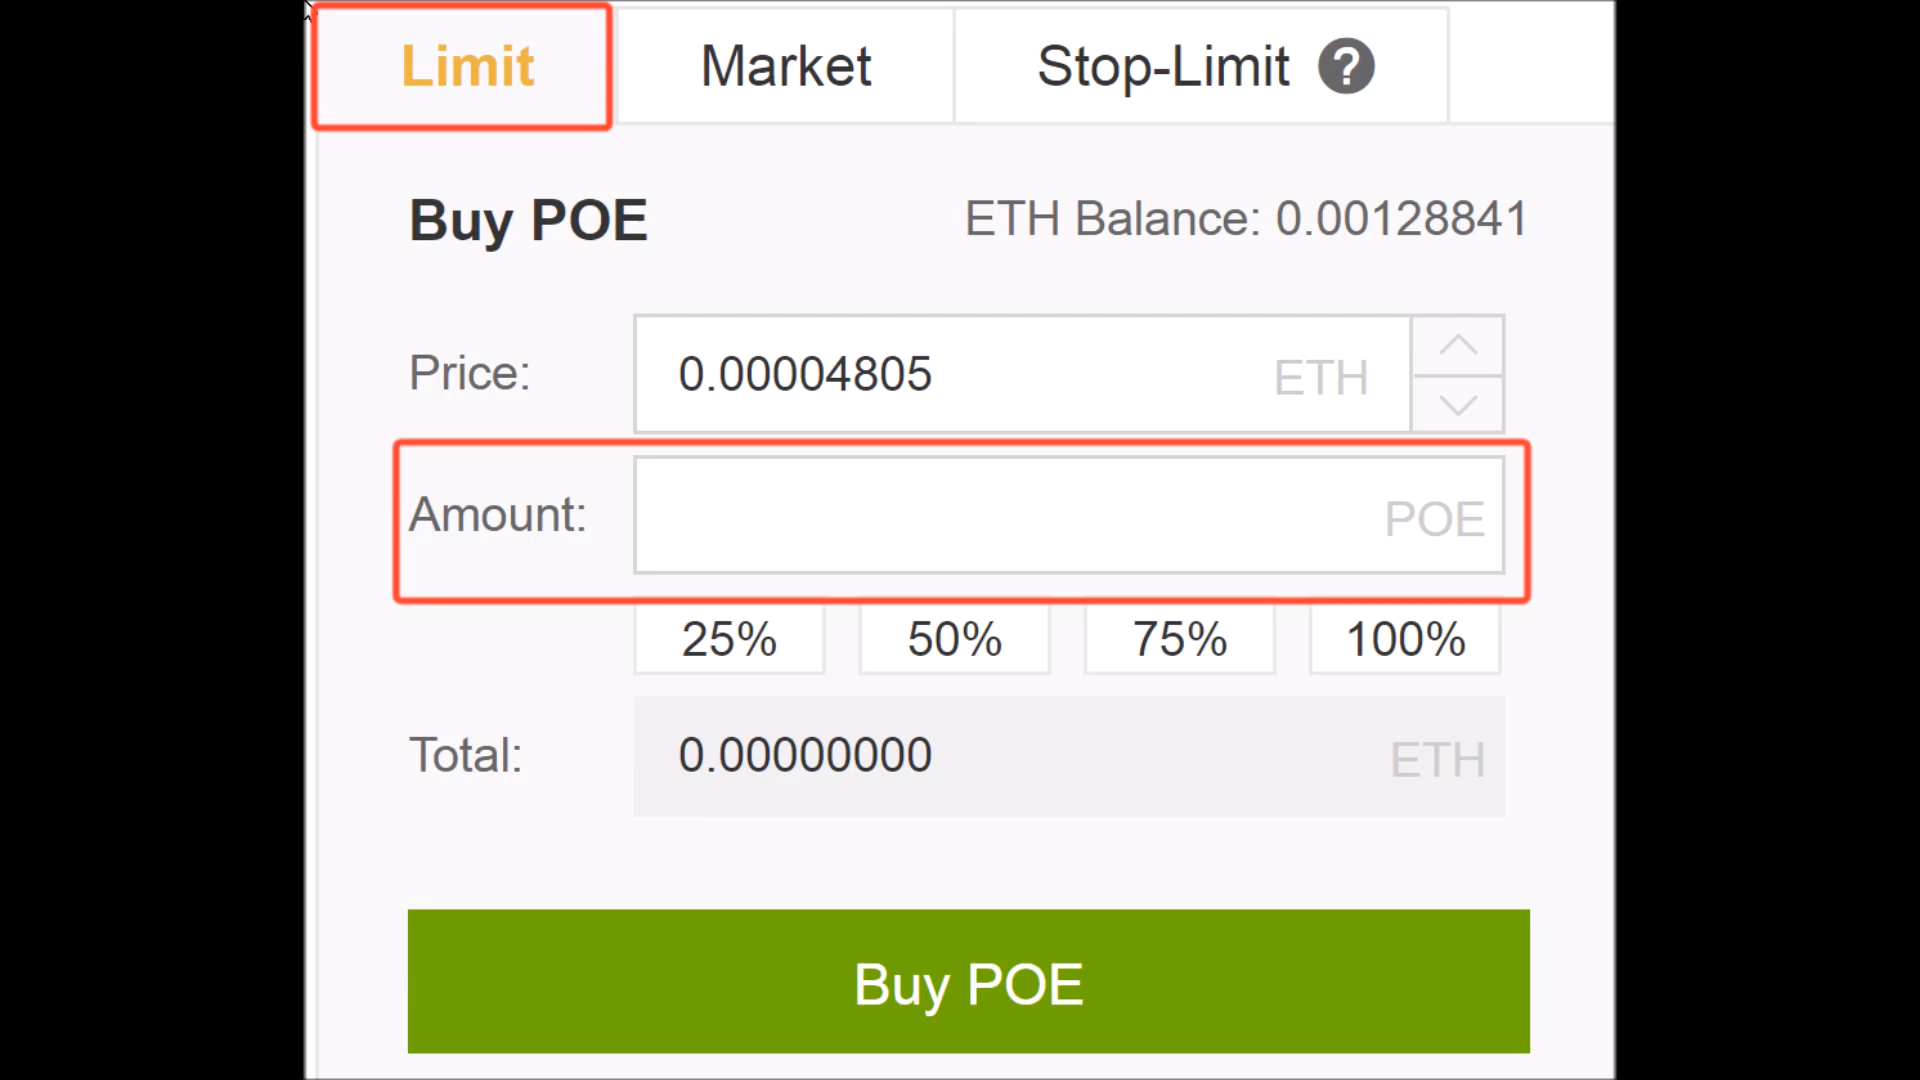 Limit Market Stop-Limit ?
Buy POE ETH Balance: 0.00128841
Price: 0.00004805 ETH
Amount: POE
25% 50% 75% 100%
Total: 0.00000000 ETH
Buy POE